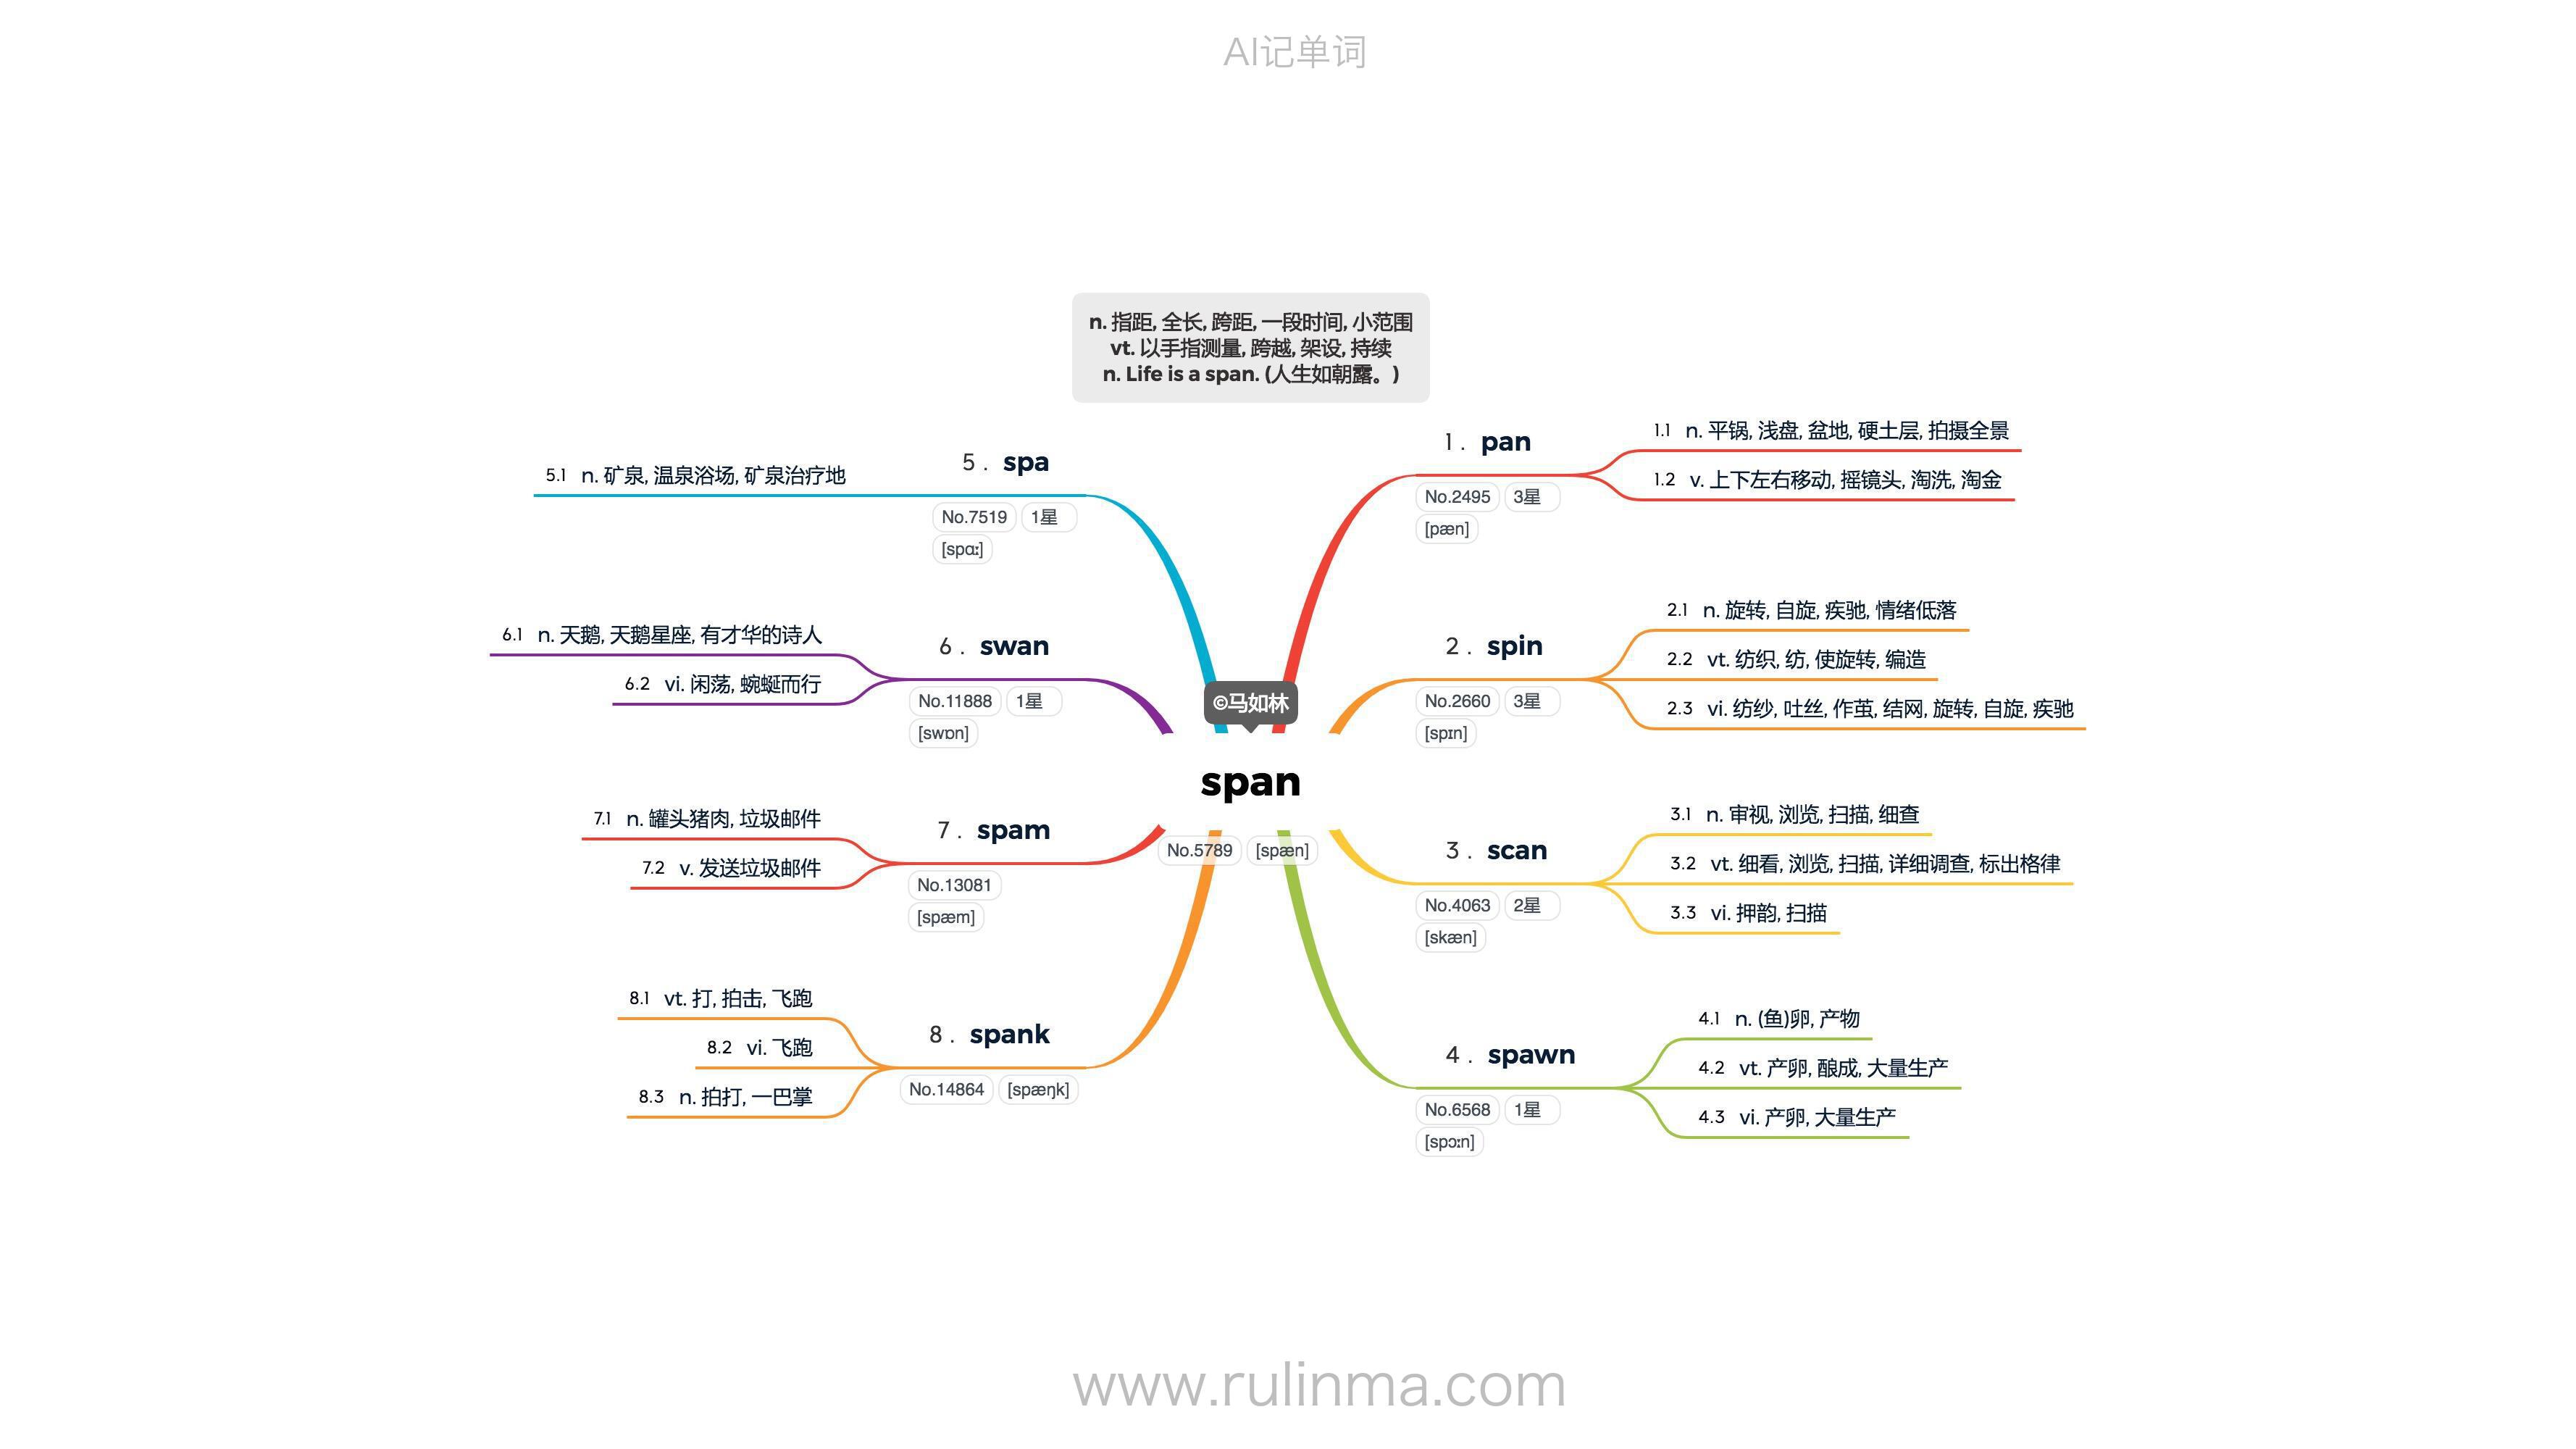 AI记单词
n. 指距, 全长, 跨距, 一段时间, 小范围
vt. 以手指测量, 跨越, 架设, 持续
n. Life is a span. (人生如朝露。)
©马如林
span
No.5789 [spæn]
1. pan
No.2495 3星
[pæn]
1.1 n. 平锅, 浅盘, 盆地, 硬土层, 拍摄全景
1.2 v. 上下左右移动, 摇镜头, 淘洗, 淘金
2. spin
No.2660 3星
[spɪn]
2.1 n. 旋转, 自旋, 疾驰, 情绪低落
2.2 vt. 纺织, 纺, 使旋转, 编造
2.3 vi. 纺纱, 吐丝, 作茧, 结网, 旋转, 自旋, 疾驰
3. scan
No.4063 2星
[skæn]
3.1 n. 审视, 浏览, 扫描, 细查
3.2 vt. 细看, 浏览, 扫描, 详细调查, 标出格律
3.3 vi. 押韵, 扫描
4. spawn
No.6568 1星
[spɔːn]
4.1 n. (鱼)卵, 产物
4.2 vt. 产卵, 酿成, 大量生产
4.3 vi. 产卵, 大量生产
5. spa
No.7519 1星
[spɑː]
5.1 n. 矿泉, 温泉浴场, 矿泉治疗地
6. swan
No.11888 1星
[swɒn]
6.1 n. 天鹅, 天鹅星座, 有才华的诗人
6.2 vi. 闲荡, 蜿蜒而行
7. spam
No.13081
[spæm]
7.1 n. 罐头猪肉, 垃圾邮件
7.2 v. 发送垃圾邮件
8. spank
No.14864 [spæŋk]
8.1 vt. 打, 拍击, 飞跑
8.2 vi. 飞跑
8.3 n. 拍打, 一巴掌
www.rulinma.com